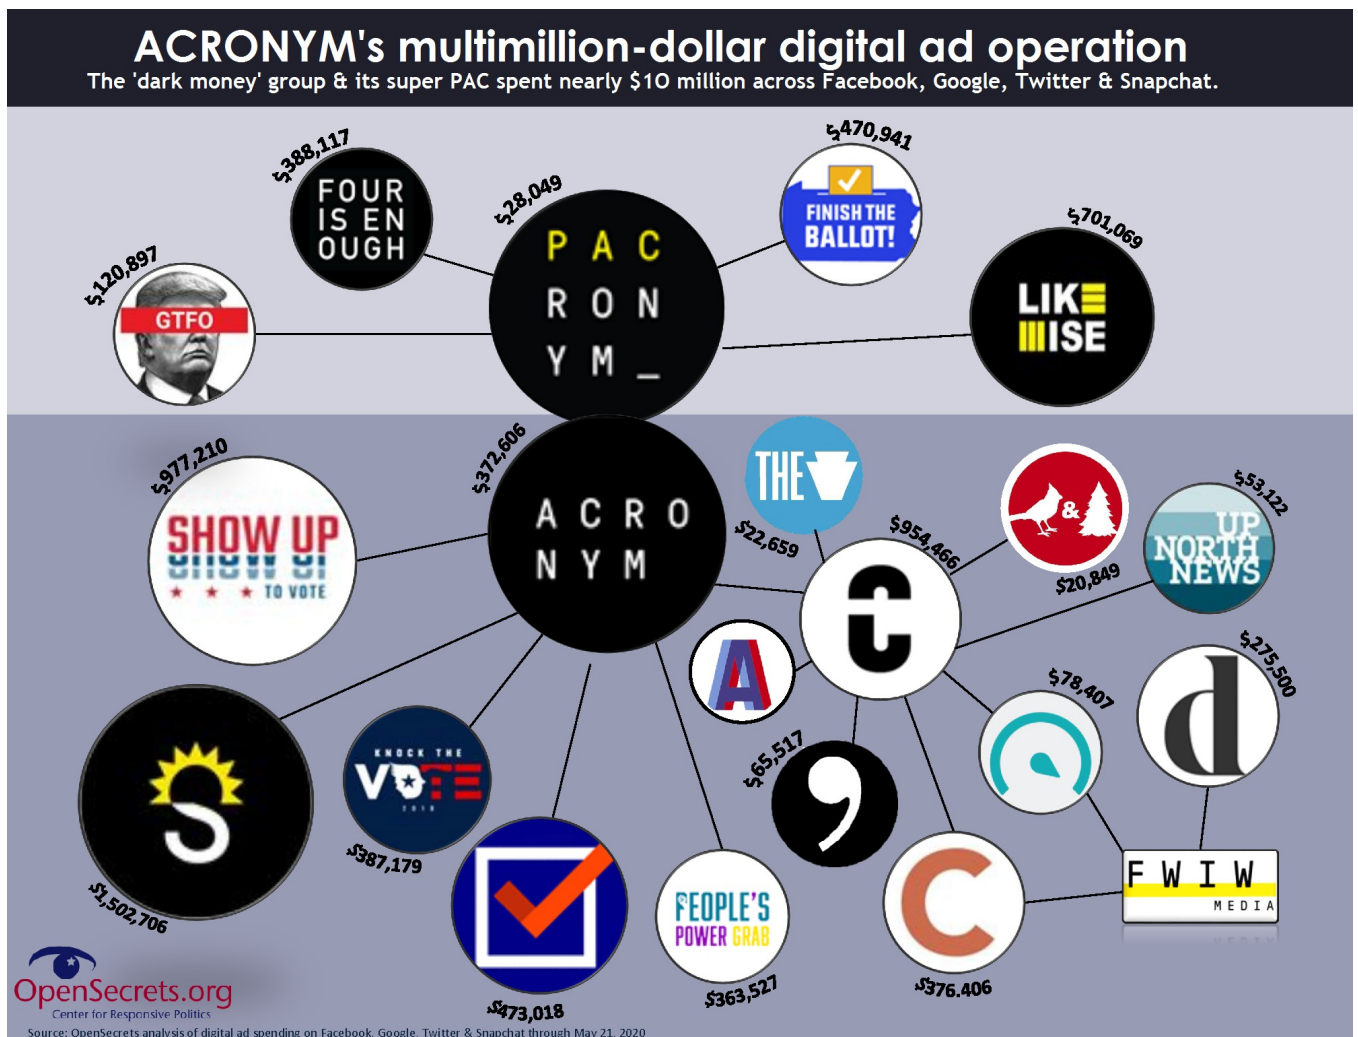 ACRONYM's multimillion-dollar digital ad operation
The 'dark money' group & its super PAC spent nearly $10 million across Facebook, Google, Twitter & Snapchat.
$388,117
FOUR
IS EN
OUGH
$28,049
P A C
R O N
Y M _
$470,941
FINISH THE
BALLOT!
$701,069
LIKE
WISE
$120,897
GTFO
$977,210
SHOW UP
SHOW UP
TO VOTE
$372,606
A C R O
N Y M
THE
$22,659
$954,466
&
$20,849
$53,122
UP
NORTH
NEWS
A
$78,407
$275,500
d
S
$1,502,706
KNOCK THE
VOTE
$387,179
$65,517
,
$473,018
PEOPLE'S
POWER GRAB
$363,527
C
$376.406
F W I W
MEDIA
OpenSecrets.org
Center for Responsive Politics
Source: OpenSecrets analysis of digital ad spending on Facebook, Google, Twitter & Snapchat through May 21, 2020